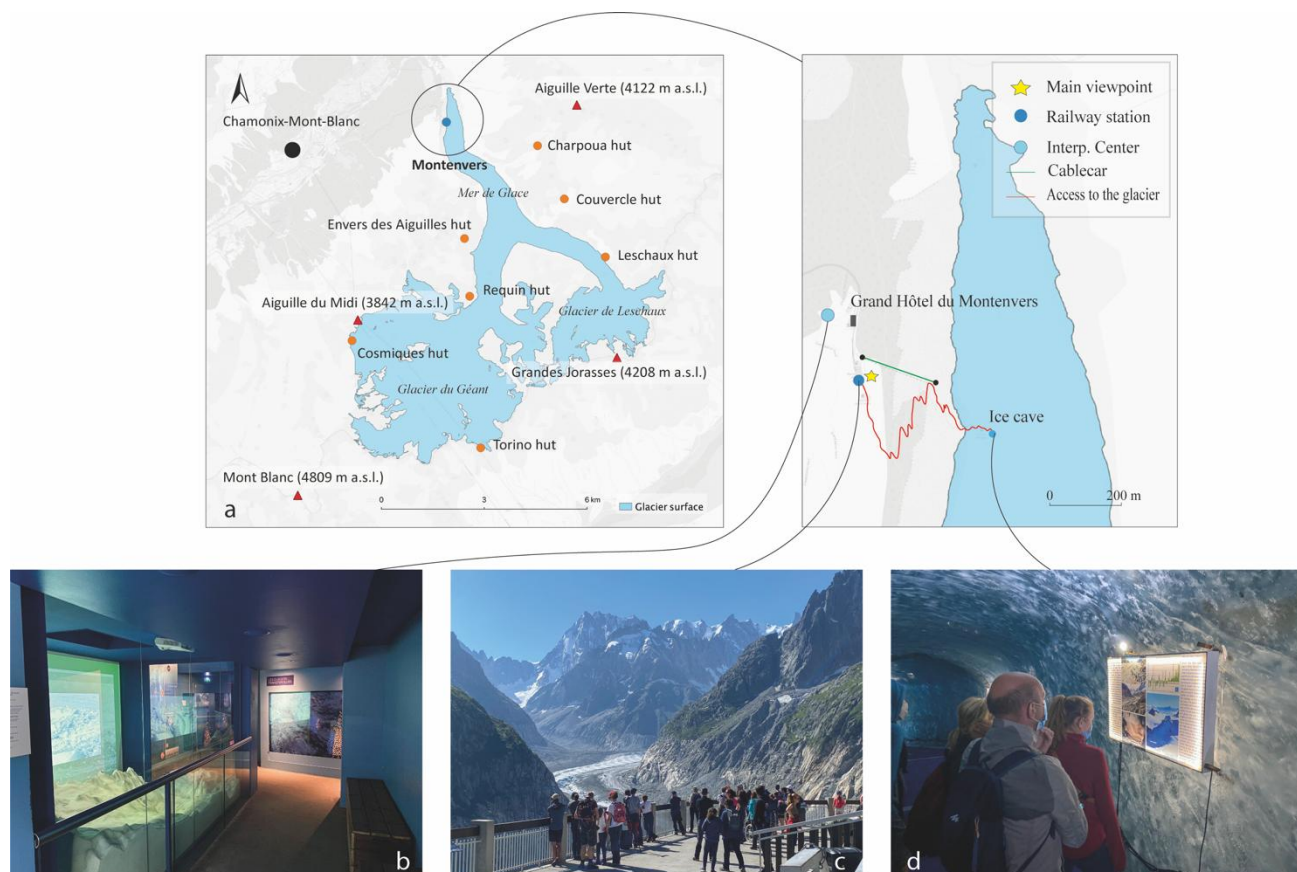 Aiguille Verte (4122 m a.s.l.)
Chamonix-Mont-Blanc
Charpoua hut
Montenvers
Mer de Glace
Couvercle hut
Envers des Aiguilles hut
Leschaux hut
Requin hut
Aiguille du Midi (3842 m a.s.l.)
Glacier de Leschaux
Cosmiques hut
Grandes Jorasses (4208 m a.s.l.)
Glacier du Géant
Torino hut
Mont Blanc (4809 m a.s.l.)
0 3 6 km
a
Glacier surface
Main viewpoint
Railway station
Interp. Center
Cablecar
Access to the glacier
Grand Hôtel du Montenvers
Ice cave
0 200 m
b
c
d